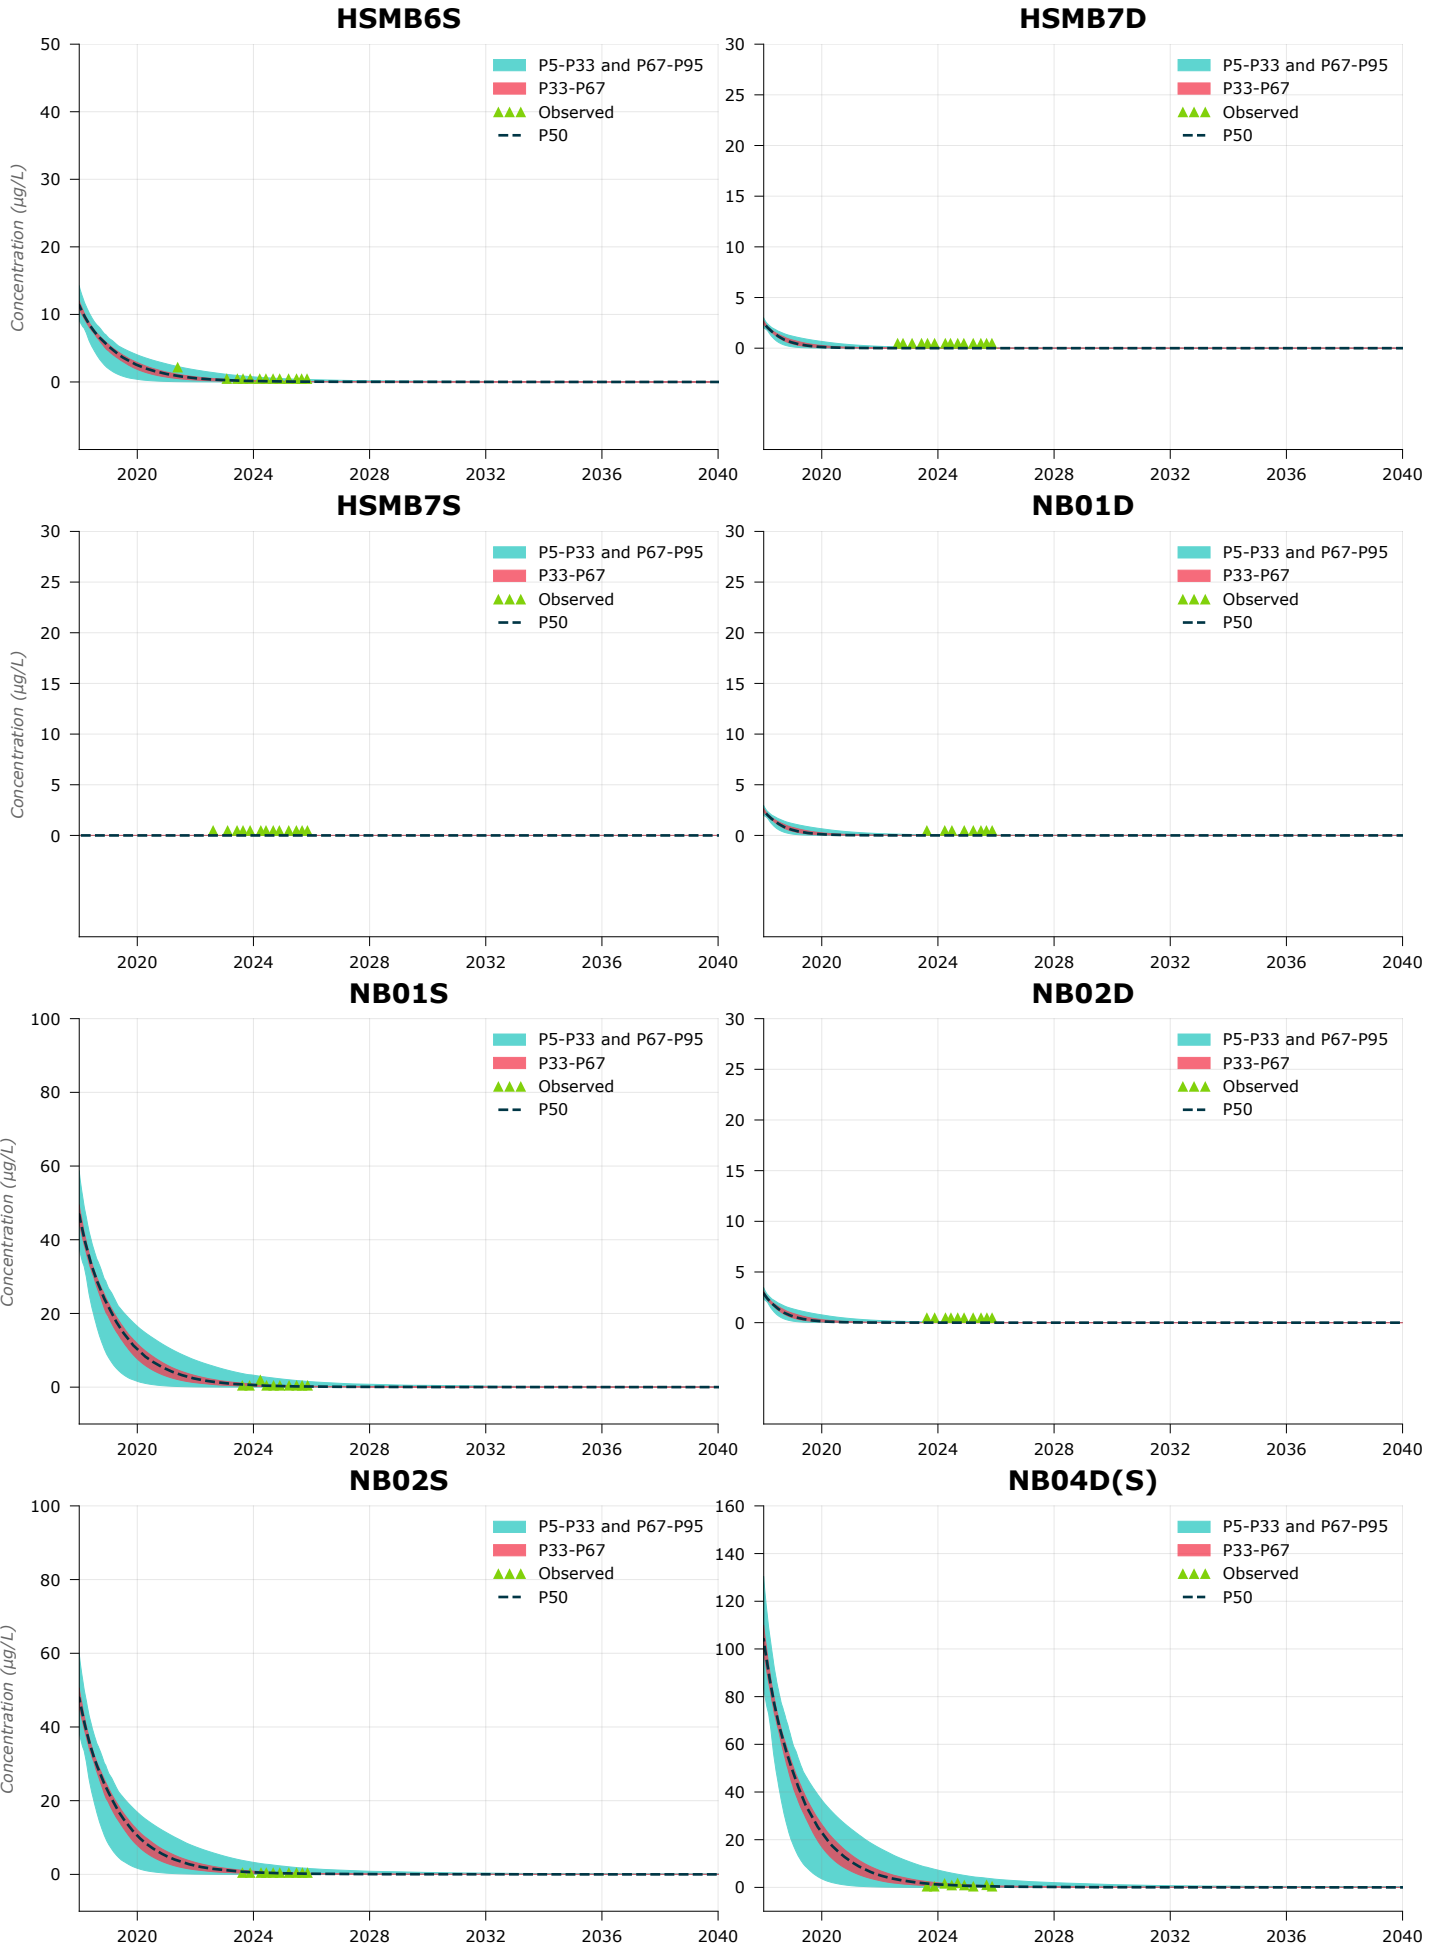 HSMB6S
50
40
30
20
10
0
Concentration (µg/L)
P5-P33 and P67-P95
P33-P67
Observed
P50
2020 2024 2028 2032 2036 2040
HSMB7D
30
25
20
15
10
5
0
P5-P33 and P67-P95
P33-P67
Observed
P50
2020 2024 2028 2032 2036 2040
HSMB7S
30
25
20
15
10
5
0
Concentration (µg/L)
P5-P33 and P67-P95
P33-P67
Observed
P50
2020 2024 2028 2032 2036 2040
NB01D
30
25
20
15
10
5
0
P5-P33 and P67-P95
P33-P67
Observed
P50
2020 2024 2028 2032 2036 2040
NB01S
100
80
60
40
20
0
Concentration (µg/L)
P5-P33 and P67-P95
P33-P67
Observed
P50
2020 2024 2028 2032 2036 2040
NB02D
30
25
20
15
10
5
0
P5-P33 and P67-P95
P33-P67
Observed
P50
2020 2024 2028 2032 2036 2040
NB02S
100
80
60
40
20
0
Concentration (µg/L)
P5-P33 and P67-P95
P33-P67
Observed
P50
2020 2024 2028 2032 2036 2040
NB04D(S)
160
140
120
100
80
60
40
20
0
P5-P33 and P67-P95
P33-P67
Observed
P50
2020 2024 2028 2032 2036 2040